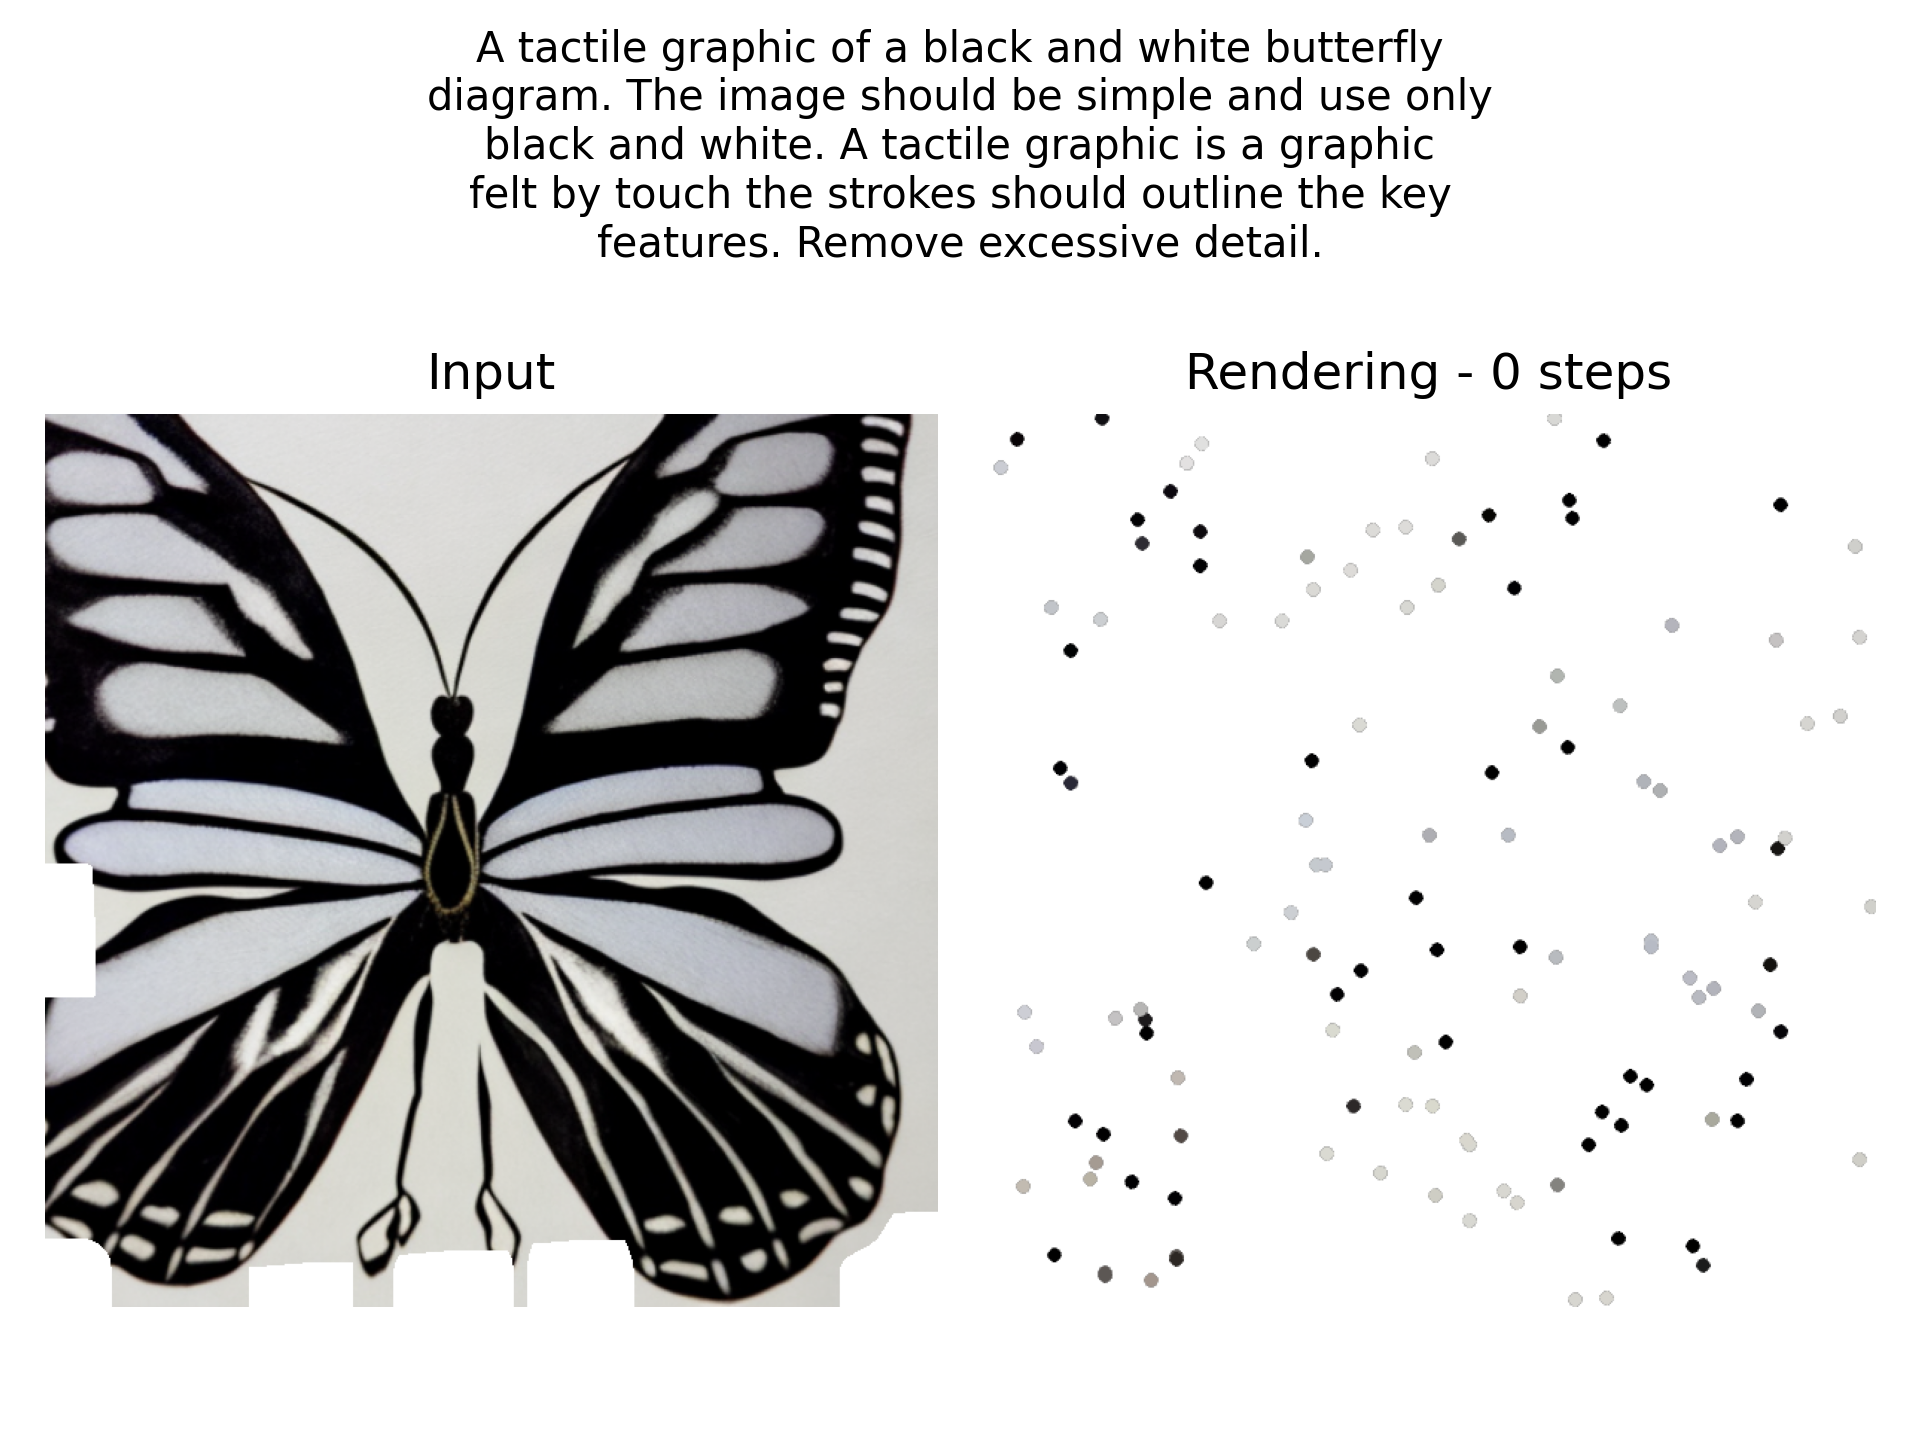 A tactile graphic of a black and white butterfly
diagram. The image should be simple and use only
black and white. A tactile graphic is a graphic
felt by touch the strokes should outline the key
features. Remove excessive detail.
Input
Rendering - 0 steps